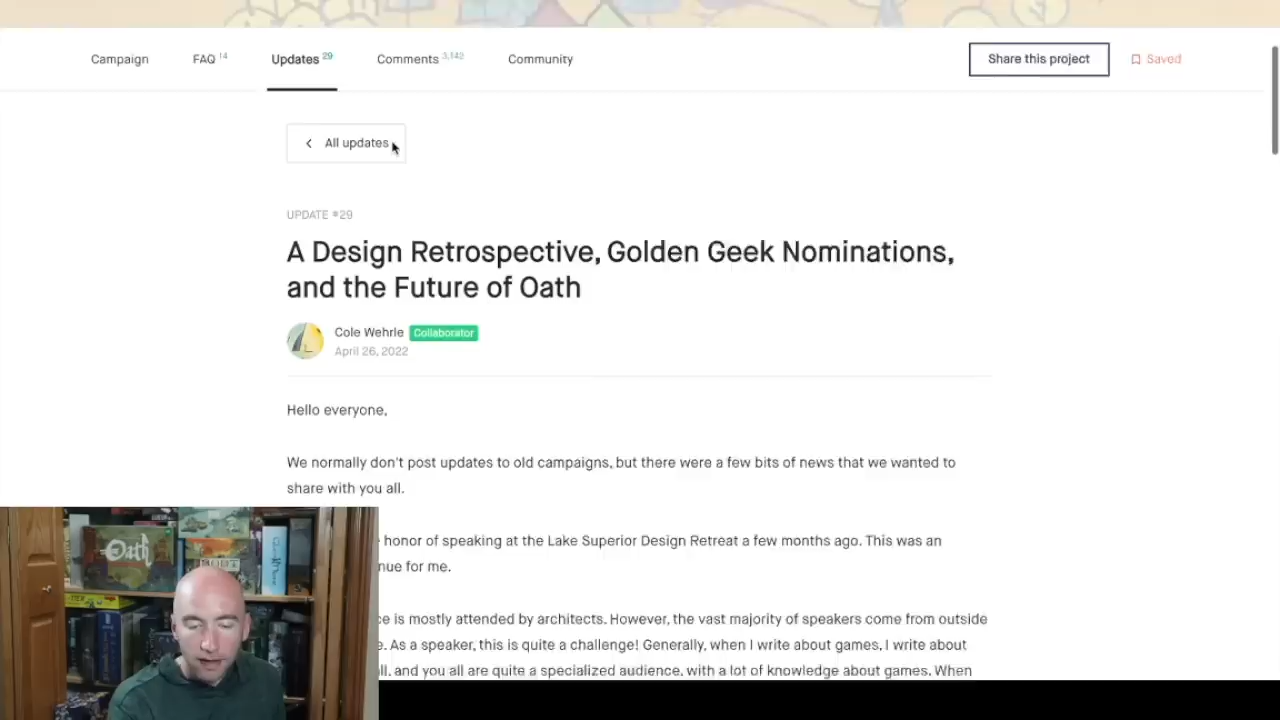 Campaign FAQ 14 Updates 29 Comments 3,142 Community Share this project Saved
All updates
UPDATE #29
A Design Retrospective, Golden Geek Nominations,
and the Future of Oath
Cole Wehrle Collaborator
April 26, 2022
Hello everyone,
We normally don't post updates to old campaigns, but there were a few bits of news that we wanted to
share with you all.
honor of speaking at the Lake Superior Design Retreat a few months ago. This was an
nue for me.
ce is mostly attended by architects. However, the vast majority of speakers come from outside
e. As a speaker, this is quite a challenge! Generally, when I write about games, I write about
ll, and you all are quite a specialized audience, with a lot of knowledge about games. When
Oath